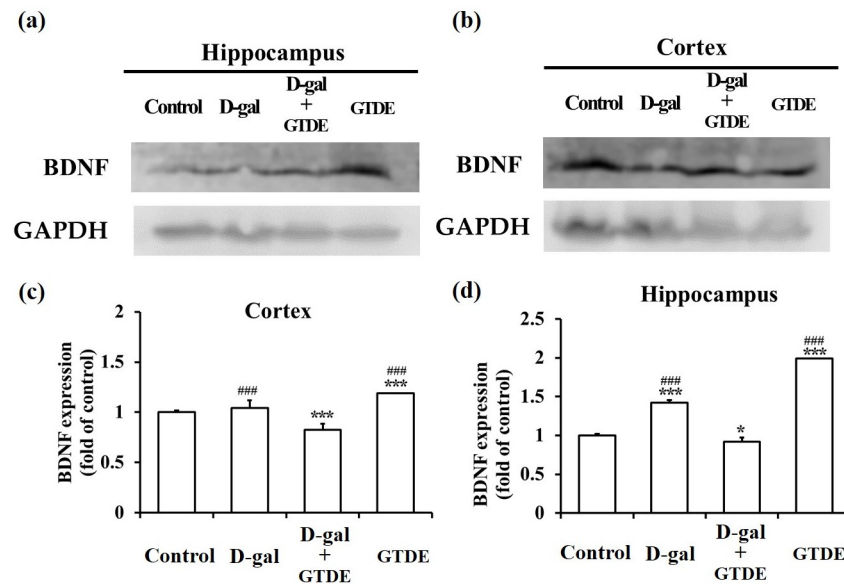 (a)
Hippocampus
Control D-gal D-gal + GTDE GTDE
BDNF
GAPDH
(b)
Cortex
Control D-gal D-gal + GTDE GTDE
BDNF
GAPDH
(c)
Cortex
BDNF expression
(fold of control)
2
1.5
1
0.5
0
###
***
###
***
Control D-gal D-gal + GTDE GTDE
(d)
Hippocampus
BDNF expression
(fold of control)
2.5
2
1.5
1
0.5
0
###
***
*
###
***
Control D-gal D-gal + GTDE GTDE